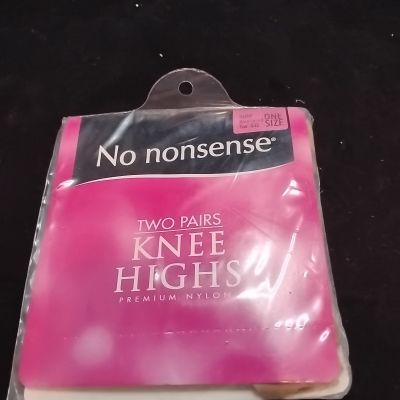 ONE
SIZE
No nonsense®
TWO PAIRS
KNEE
HIGHS
PREMIUM NYLON